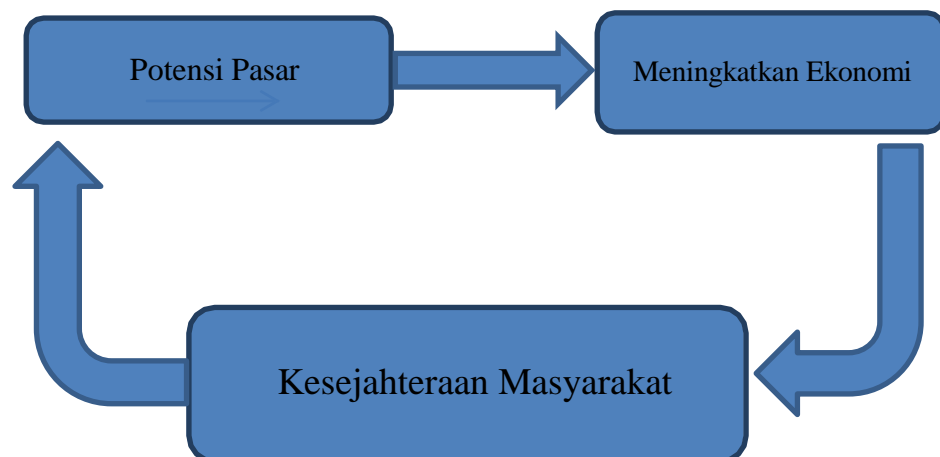 Potensi Pasar
Meningkatkan Ekonomi
Kesejahteraan Masyarakat